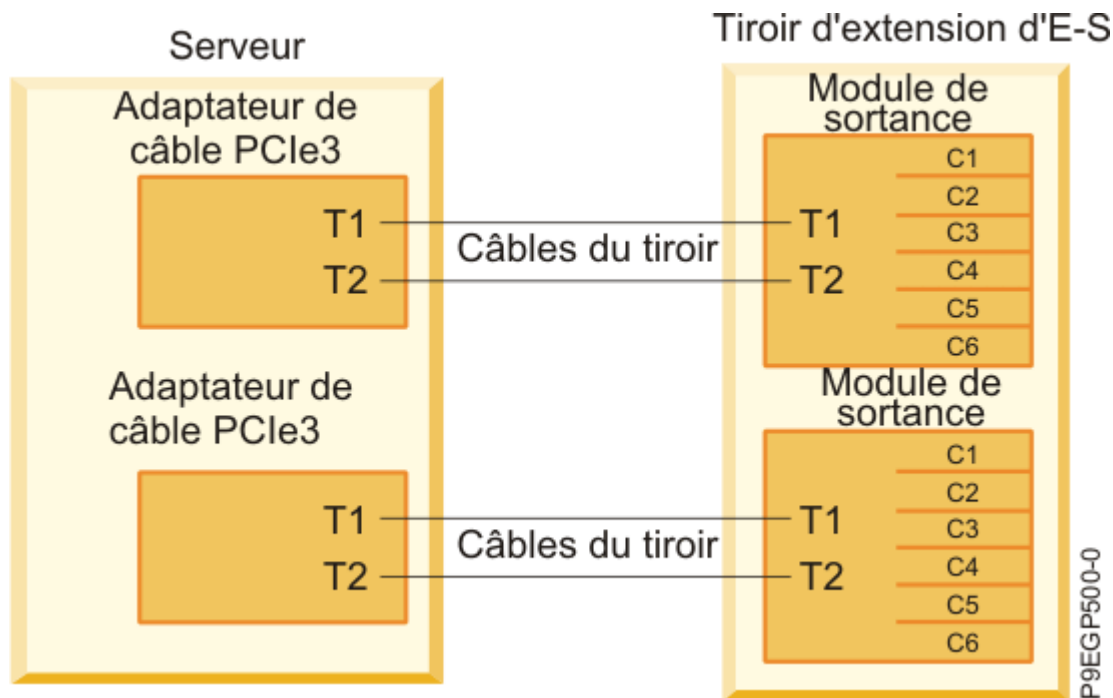 Serveur
Adaptateur de
câble PCIe3
T1
T2
Adaptateur de
câble PCIe3
T1
T2
Câbles du tiroir
Câbles du tiroir
Tiroir d'extension d'E-S
Module de
sortance
T1
T2
C1
C2
C3
C4
C5
C6
Module de
sortance
T1
T2
C1
C2
C3
C4
C5
C6
P9EGP500-0